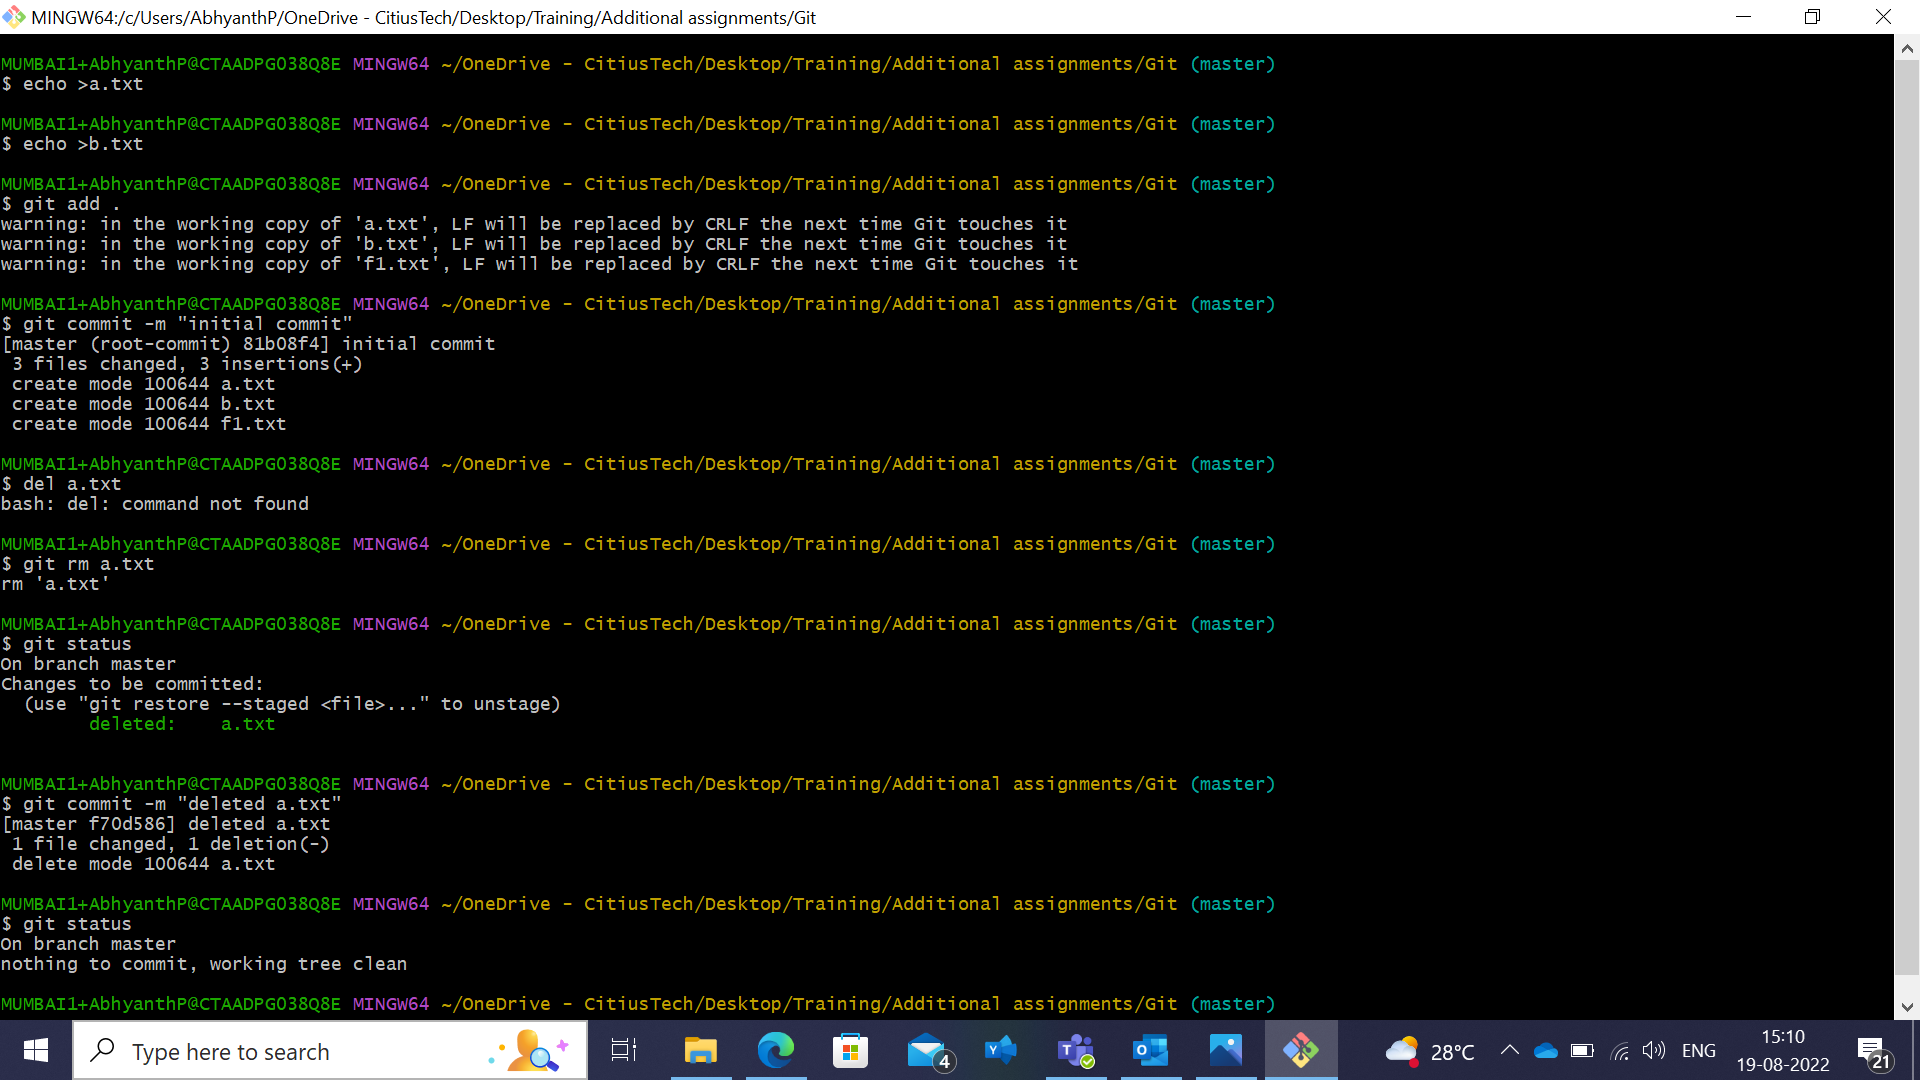 MINGW64:/c/Users/AbhyanthP/OneDrive - CitiusTech/Desktop/Training/Additional assignments/Git
MUMBAI1+AbhyanthP@CTAADPG038Q8E MINGW64 ~/OneDrive - CitiusTech/Desktop/Training/Additional assignments/Git (master)
$ echo >a.txt
MUMBAI1+AbhyanthP@CTAADPG038Q8E MINGW64 ~/OneDrive - CitiusTech/Desktop/Training/Additional assignments/Git (master)
$ echo >b.txt
MUMBAI1+AbhyanthP@CTAADPG038Q8E MINGW64 ~/OneDrive - CitiusTech/Desktop/Training/Additional assignments/Git (master)
$ git add .
warning: in the working copy of 'a.txt', LF will be replaced by CRLF the next time Git touches it
warning: in the working copy of 'b.txt', LF will be replaced by CRLF the next time Git touches it
warning: in the working copy of 'f1.txt', LF will be replaced by CRLF the next time Git touches it
MUMBAI1+AbhyanthP@CTAADPG038Q8E MINGW64 ~/OneDrive - CitiusTech/Desktop/Training/Additional assignments/Git (master)
$ git commit -m "initial commit"
[master (root-commit) 81b08f4] initial commit
 3 files changed, 3 insertions(+)
 create mode 100644 a.txt
 create mode 100644 b.txt
 create mode 100644 f1.txt
MUMBAI1+AbhyanthP@CTAADPG038Q8E MINGW64 ~/OneDrive - CitiusTech/Desktop/Training/Additional assignments/Git (master)
$ del a.txt
bash: del: command not found
MUMBAI1+AbhyanthP@CTAADPG038Q8E MINGW64 ~/OneDrive - CitiusTech/Desktop/Training/Additional assignments/Git (master)
$ git rm a.txt
rm 'a.txt'
MUMBAI1+AbhyanthP@CTAADPG038Q8E MINGW64 ~/OneDrive - CitiusTech/Desktop/Training/Additional assignments/Git (master)
$ git status
On branch master
Changes to be committed:
  (use "git restore --staged <file>..." to unstage)
        deleted:    a.txt
MUMBAI1+AbhyanthP@CTAADPG038Q8E MINGW64 ~/OneDrive - CitiusTech/Desktop/Training/Additional assignments/Git (master)
$ git commit -m "deleted a.txt"
[master f70d586] deleted a.txt
 1 file changed, 1 deletion(-)
 delete mode 100644 a.txt
MUMBAI1+AbhyanthP@CTAADPG038Q8E MINGW64 ~/OneDrive - CitiusTech/Desktop/Training/Additional assignments/Git (master)
$ git status
On branch master
nothing to commit, working tree clean
MUMBAI1+AbhyanthP@CTAADPG038Q8E MINGW64 ~/OneDrive - CitiusTech/Desktop/Training/Additional assignments/Git (master)
Type here to search
4
28°C
ENG
15:10
19-08-2022
21